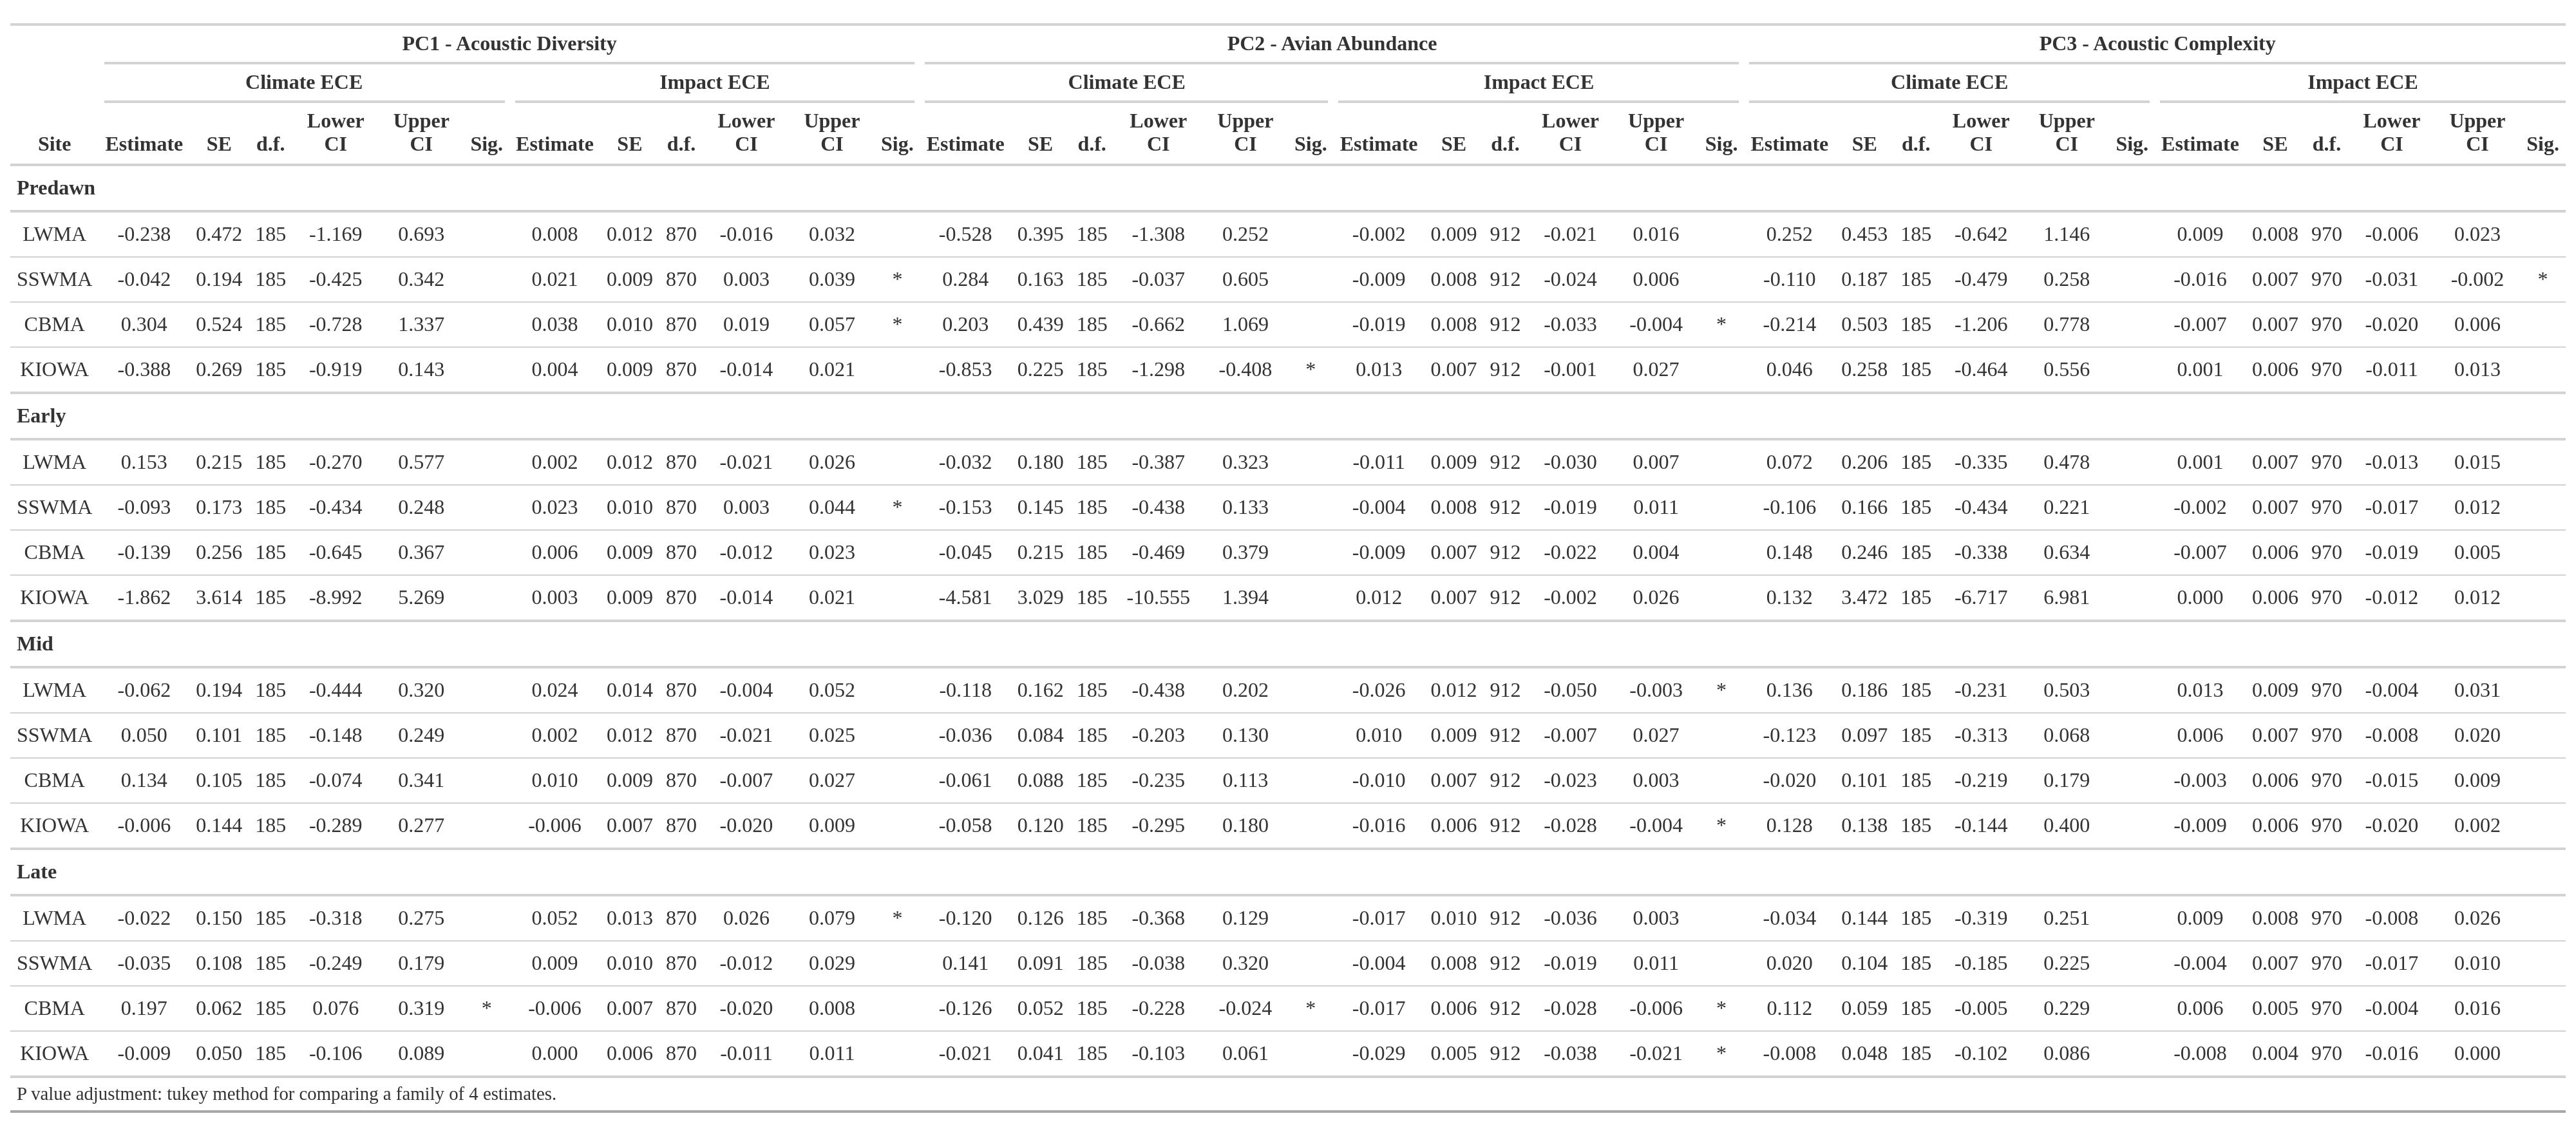 PC1 - Acoustic Diversity PC2 - Avian Abundance PC3 - Acoustic Complexity
Climate ECE Impact ECE Climate ECE Impact ECE Climate ECE Impact ECE
Site Estimate SE d.f. Lower CI Upper CI Sig. Estimate SE d.f. Lower CI Upper CI Sig. Estimate SE d.f. Lower CI Upper CI Sig. Estimate SE d.f. Lower CI Upper CI Sig. Estimate SE d.f. Lower CI Upper CI Sig. Estimate SE d.f. Lower CI Upper CI Sig.
Predawn
LWMA -0.238 0.472 185 -1.169 0.693 0.008 0.012 870 -0.016 0.032 -0.528 0.395 185 -1.308 0.252 -0.002 0.009 912 -0.021 0.016 0.252 0.453 185 -0.642 1.146 0.009 0.008 970 -0.006 0.023
SSWMA -0.042 0.194 185 -0.425 0.342 0.021 0.009 870 0.003 0.039 * 0.284 0.163 185 -0.037 0.605 -0.009 0.008 912 -0.024 0.006 -0.110 0.187 185 -0.479 0.258 -0.016 0.007 970 -0.031 -0.002 *
CBMA 0.304 0.524 185 -0.728 1.337 0.038 0.010 870 0.019 0.057 * 0.203 0.439 185 -0.662 1.069 -0.019 0.008 912 -0.033 -0.004 * -0.214 0.503 185 -1.206 0.778 -0.007 0.007 970 -0.020 0.006
KIOWA -0.388 0.269 185 -0.919 0.143 0.004 0.009 870 -0.014 0.021 -0.853 0.225 185 -1.298 -0.408 * 0.013 0.007 912 -0.001 0.027 0.046 0.258 185 -0.464 0.556 0.001 0.006 970 -0.011 0.013
Early
LWMA 0.153 0.215 185 -0.270 0.577 0.002 0.012 870 -0.021 0.026 -0.032 0.180 185 -0.387 0.323 -0.011 0.009 912 -0.030 0.007 0.072 0.206 185 -0.335 0.478 0.001 0.007 970 -0.013 0.015
SSWMA -0.093 0.173 185 -0.434 0.248 0.023 0.010 870 0.003 0.044 * -0.153 0.145 185 -0.438 0.133 -0.004 0.008 912 -0.019 0.011 -0.106 0.166 185 -0.434 0.221 -0.002 0.007 970 -0.017 0.012
CBMA -0.139 0.256 185 -0.645 0.367 0.006 0.009 870 -0.012 0.023 -0.045 0.215 185 -0.469 0.379 -0.009 0.007 912 -0.022 0.004 0.148 0.246 185 -0.338 0.634 -0.007 0.006 970 -0.019 0.005
KIOWA -1.862 3.614 185 -8.992 5.269 0.003 0.009 870 -0.014 0.021 -4.581 3.029 185 -10.555 1.394 0.012 0.007 912 -0.002 0.026 0.132 3.472 185 -6.717 6.981 0.000 0.006 970 -0.012 0.012
Mid
LWMA -0.062 0.194 185 -0.444 0.320 0.024 0.014 870 -0.004 0.052 -0.118 0.162 185 -0.438 0.202 -0.026 0.012 912 -0.050 -0.003 * 0.136 0.186 185 -0.231 0.503 0.013 0.009 970 -0.004 0.031
SSWMA 0.050 0.101 185 -0.148 0.249 0.002 0.012 870 -0.021 0.025 -0.036 0.084 185 -0.203 0.130 0.010 0.009 912 -0.007 0.027 -0.123 0.097 185 -0.313 0.068 0.006 0.007 970 -0.008 0.020
CBMA 0.134 0.105 185 -0.074 0.341 0.010 0.009 870 -0.007 0.027 -0.061 0.088 185 -0.235 0.113 -0.010 0.007 912 -0.023 0.003 -0.020 0.101 185 -0.219 0.179 -0.003 0.006 970 -0.015 0.009
KIOWA -0.006 0.144 185 -0.289 0.277 -0.006 0.007 870 -0.020 0.009 -0.058 0.120 185 -0.295 0.180 -0.016 0.006 912 -0.028 -0.004 * 0.128 0.138 185 -0.144 0.400 -0.009 0.006 970 -0.020 0.002
Late
LWMA -0.022 0.150 185 -0.318 0.275 0.052 0.013 870 0.026 0.079 * -0.120 0.126 185 -0.368 0.129 -0.017 0.010 912 -0.036 0.003 -0.034 0.144 185 -0.319 0.251 0.009 0.008 970 -0.008 0.026
SSWMA -0.035 0.108 185 -0.249 0.179 0.009 0.010 870 -0.012 0.029 0.141 0.091 185 -0.038 0.320 -0.004 0.008 912 -0.019 0.011 0.020 0.104 185 -0.185 0.225 -0.004 0.007 970 -0.017 0.010
CBMA 0.197 0.062 185 0.076 0.319 * -0.006 0.007 870 -0.020 0.008 -0.126 0.052 185 -0.228 -0.024 * -0.017 0.006 912 -0.028 -0.006 * 0.112 0.059 185 -0.005 0.229 0.006 0.005 970 -0.004 0.016
KIOWA -0.009 0.050 185 -0.106 0.089 0.000 0.006 870 -0.011 0.011 -0.021 0.041 185 -0.103 0.061 -0.029 0.005 912 -0.038 -0.021 * -0.008 0.048 185 -0.102 0.086 -0.008 0.004 970 -0.016 0.000
P value adjustment: tukey method for comparing a family of 4 estimates.